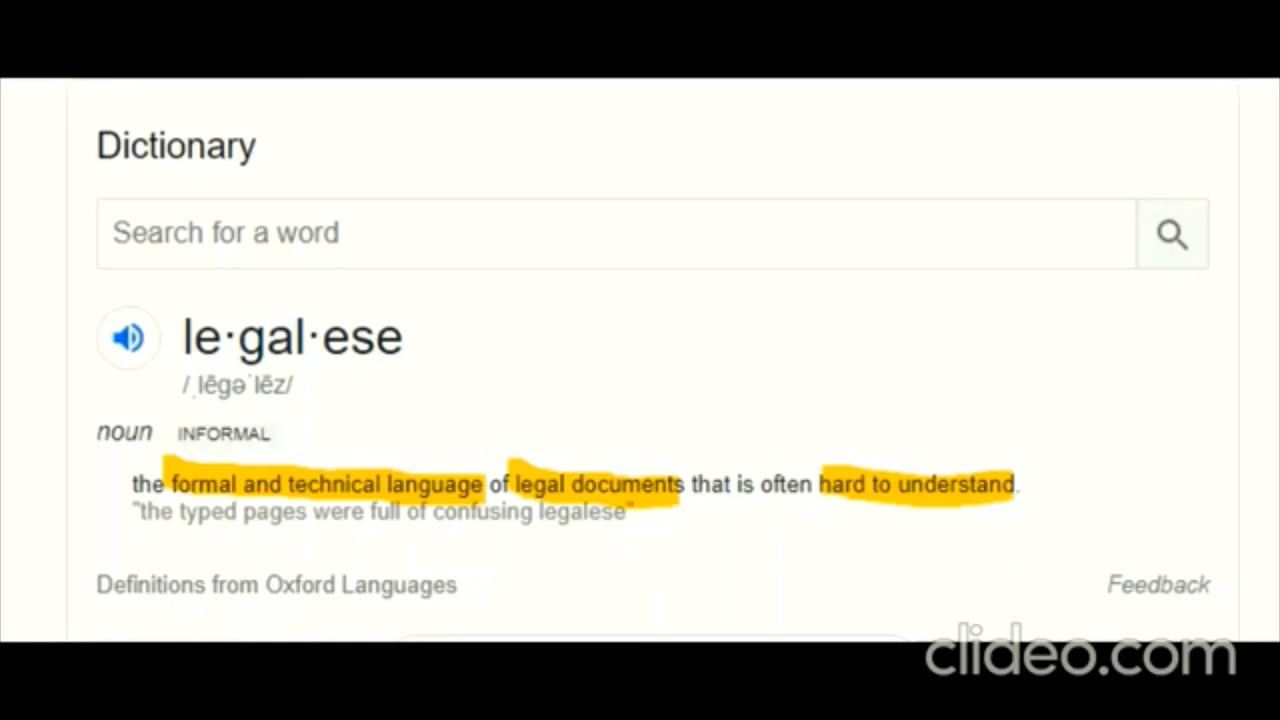 Dictionary
Search for a word
le·gal·ese
/ˌlēɡəˈlēz/
noun INFORMAL
the formal and technical language of legal documents that is often hard to understand.
"the typed pages were full of confusing legalese"
Definitions from Oxford Languages
Feedback
clideo.com